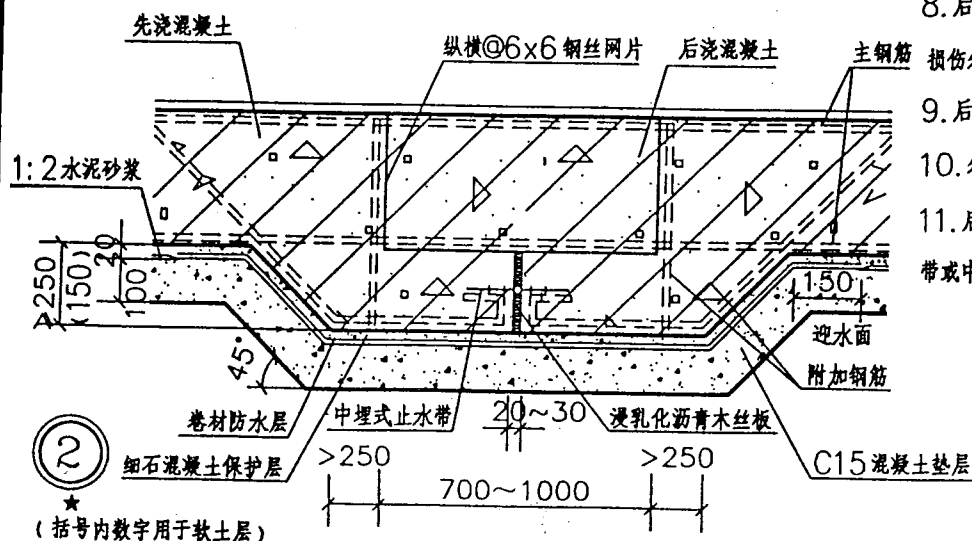 先浇混凝土
纵横@6x6钢丝网片
后浇混凝土
主钢筋
8.后
损伤
9.后
10.
11.后
带或中
1:2水泥砂浆
20
≥250
(150)
100
150
迎水面
附加钢筋
45°
卷材防水层
中埋式止水带
20~30
浸乳化沥青木丝板
2
细石混凝土保护层
>250
>250
C15混凝土垫层
700~1000
★
(括号内数字用于软土层)